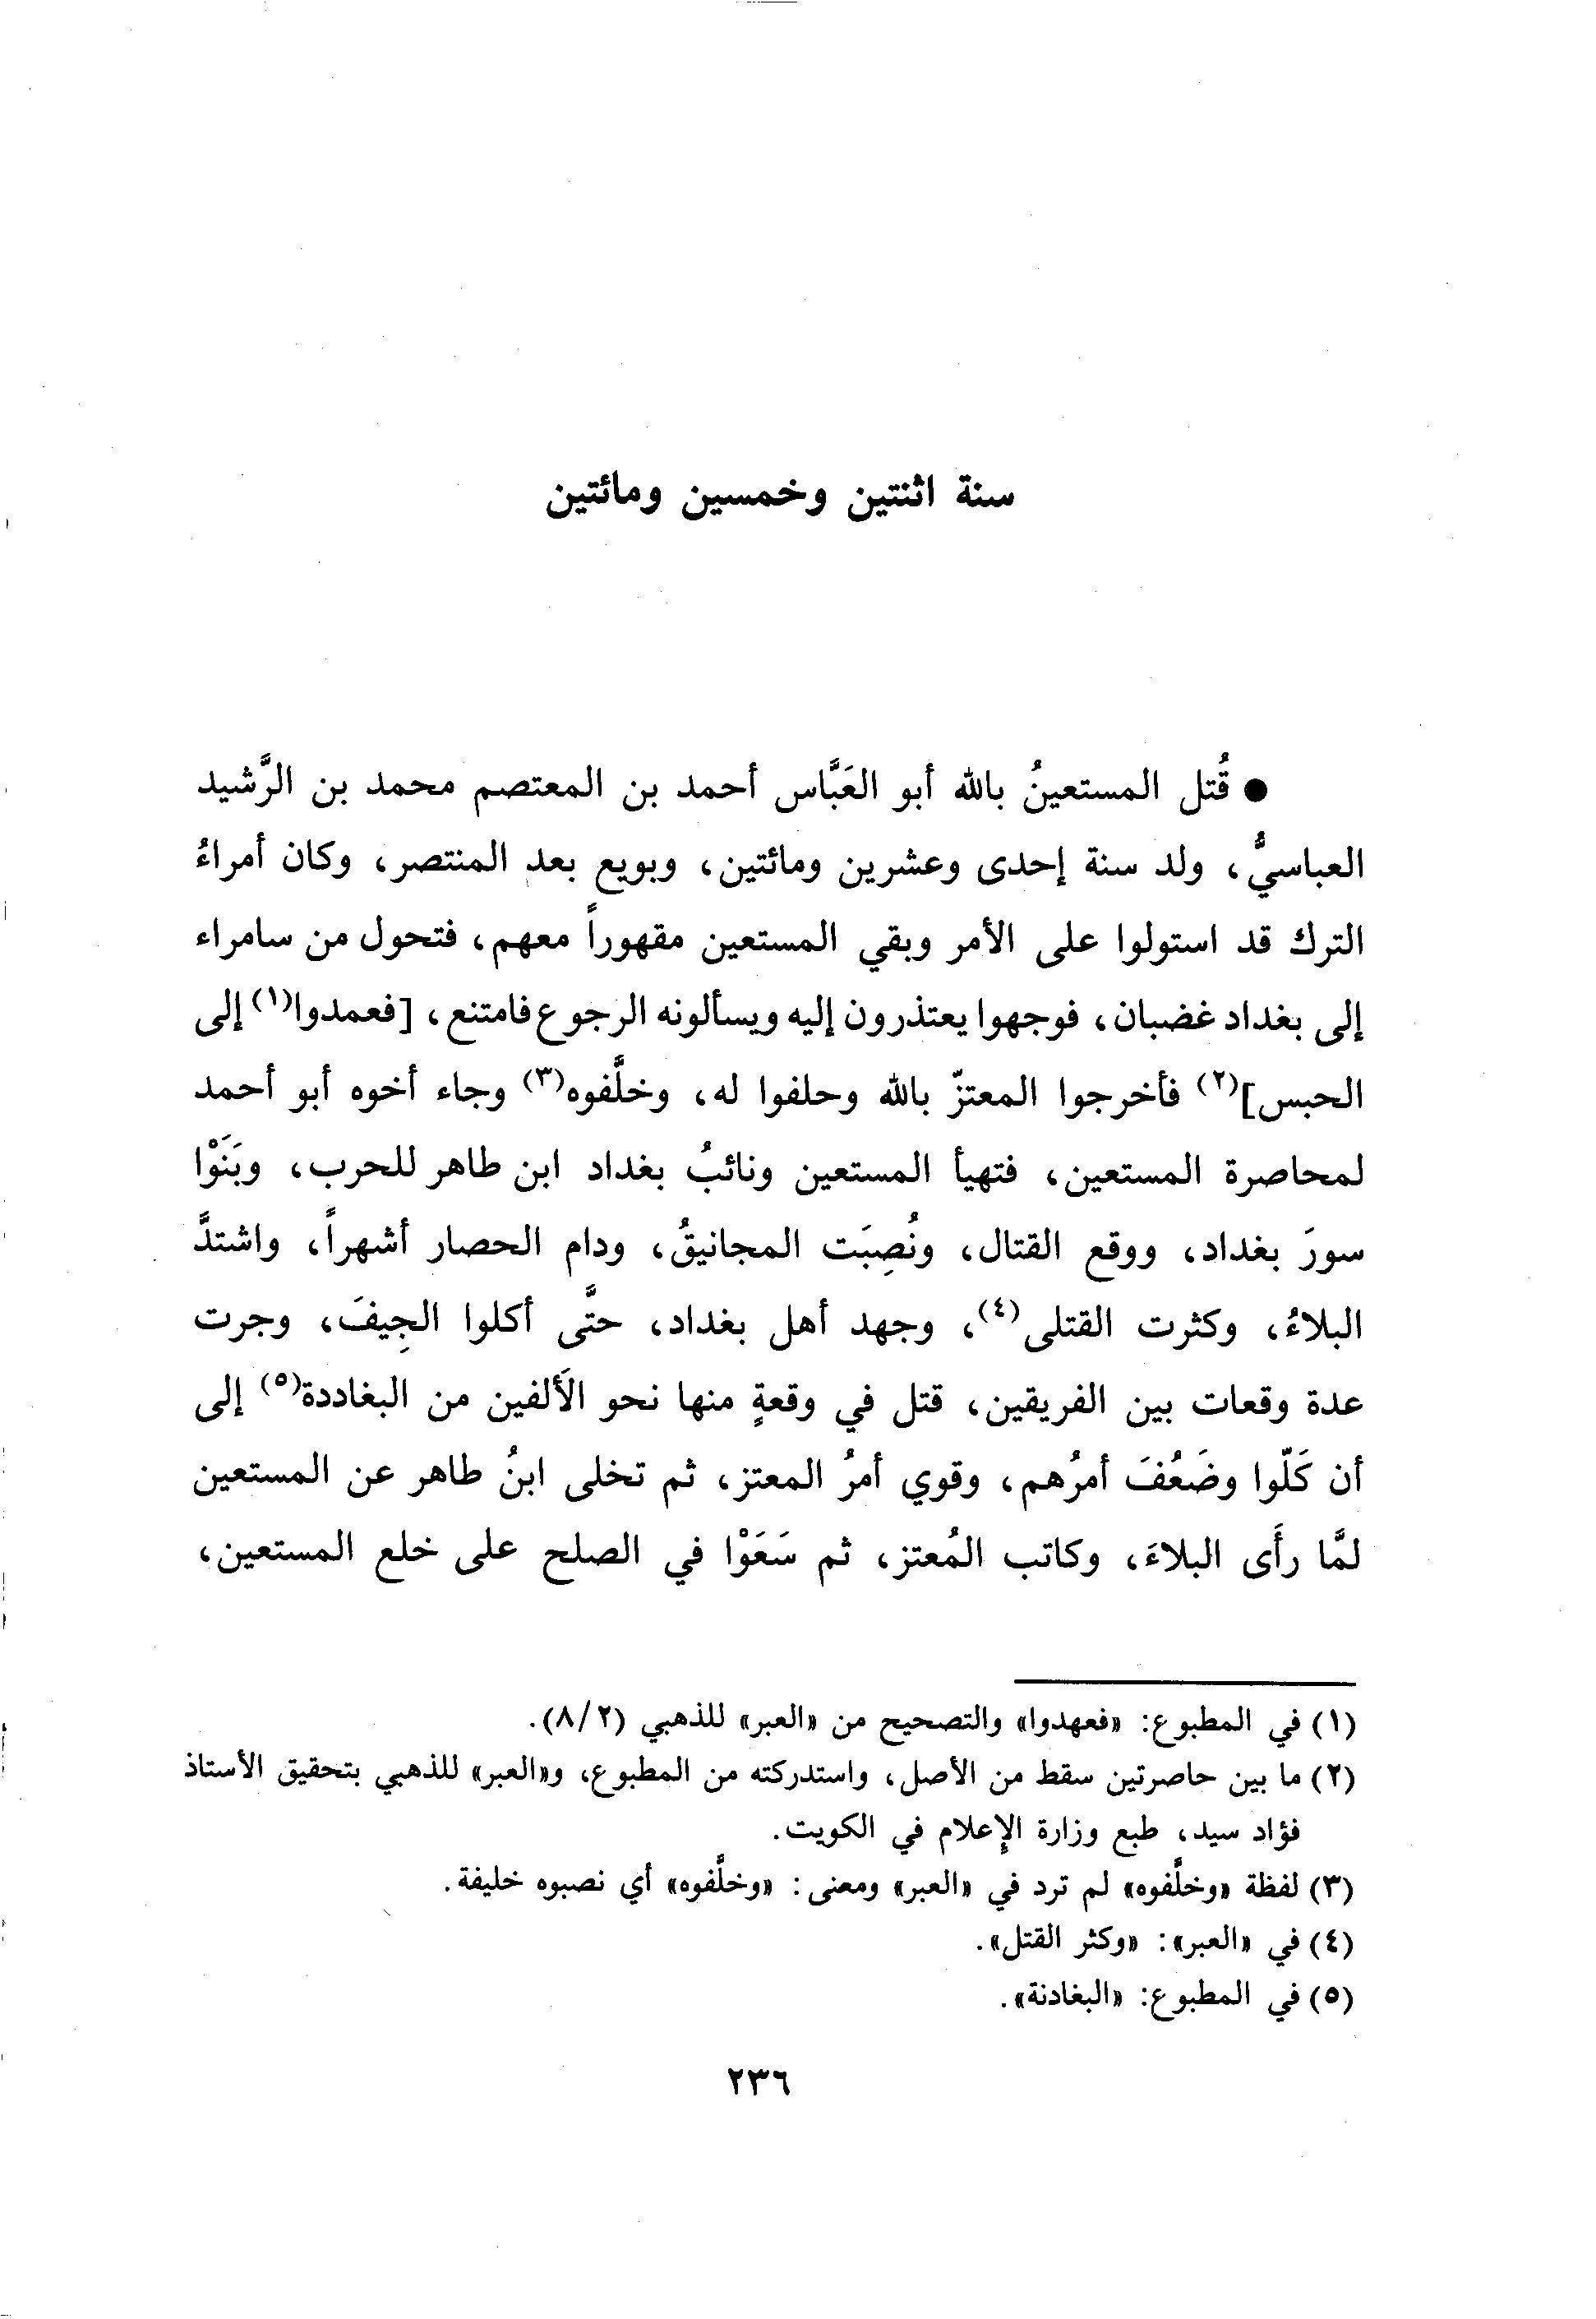 سنة اثنتين وخمسين ومائتين
● قُتل المستعينُ بالله أبو العَبَّاس أحمد بن المعتصم محمد بن الرَّشيد
العباسيُّ، ولد سنة إحدى وعشرين ومائتين، وبويع بعد المنتصر، وكان أمراءُ
الترك قد استولوا على الأمر وبقي المستعين مقهوراً معهم، فتحول من سامراء
إلى بغداد غضبان، فوجهوا يعتذرون إليه ويسألونه الرجوع فامتنع، [فعمدوا(١) إلى
الحبس](٢) فأخرجوا المعتزّ بالله وحلفوا له، وخلَّفوه(٣) وجاء أخوه أبو أحمد
لمحاصرة المستعين، فتهيأ المستعين ونائبُ بغداد ابن طاهر للحرب، وبَنَوْا
سورَ بغداد، ووقع القتال، ونُصِبَت المجانيقُ، ودام الحصار أشهراً، واشتدَّ
البلاءُ، وكثرت القتلى(٤)، وجهد أهل بغداد، حتَّى أكلوا الجِيفَ، وجرت
عدة وقعات بين الفريقين، قتل في وقعةٍ منها نحو الأَلفين من البغاددة(٥) إلى
أن كَلّوا وضَعُفَ أمرُهم، وقوي أمرُ المعتز، ثم تخلى ابنُ طاهر عن المستعين
لمَّا رأَى البلاءَ، وكاتب المُعتز، ثم سَعَوْا في الصلح على خلع المستعين،
(١) في المطبوع: «فعهدوا» والتصحيح من «العبر» للذهبي (٨/٢).
(٢) ما بين حاصرتين سقط من الأصل، واستدركته من المطبوع، و«العبر» للذهبي بتحقيق الأستاذ
فؤاد سيد، طبع وزارة الإعلام في الكويت.
(٣) لفظة «وخلَّفوه» لم ترد في «العبر» ومعنى: «وخلَّفوه» أي نصبوه خليفة.
(٤) في «العبر»: «وكثر القتل».
(٥) في المطبوع: «البغادنة».
٢٣٦